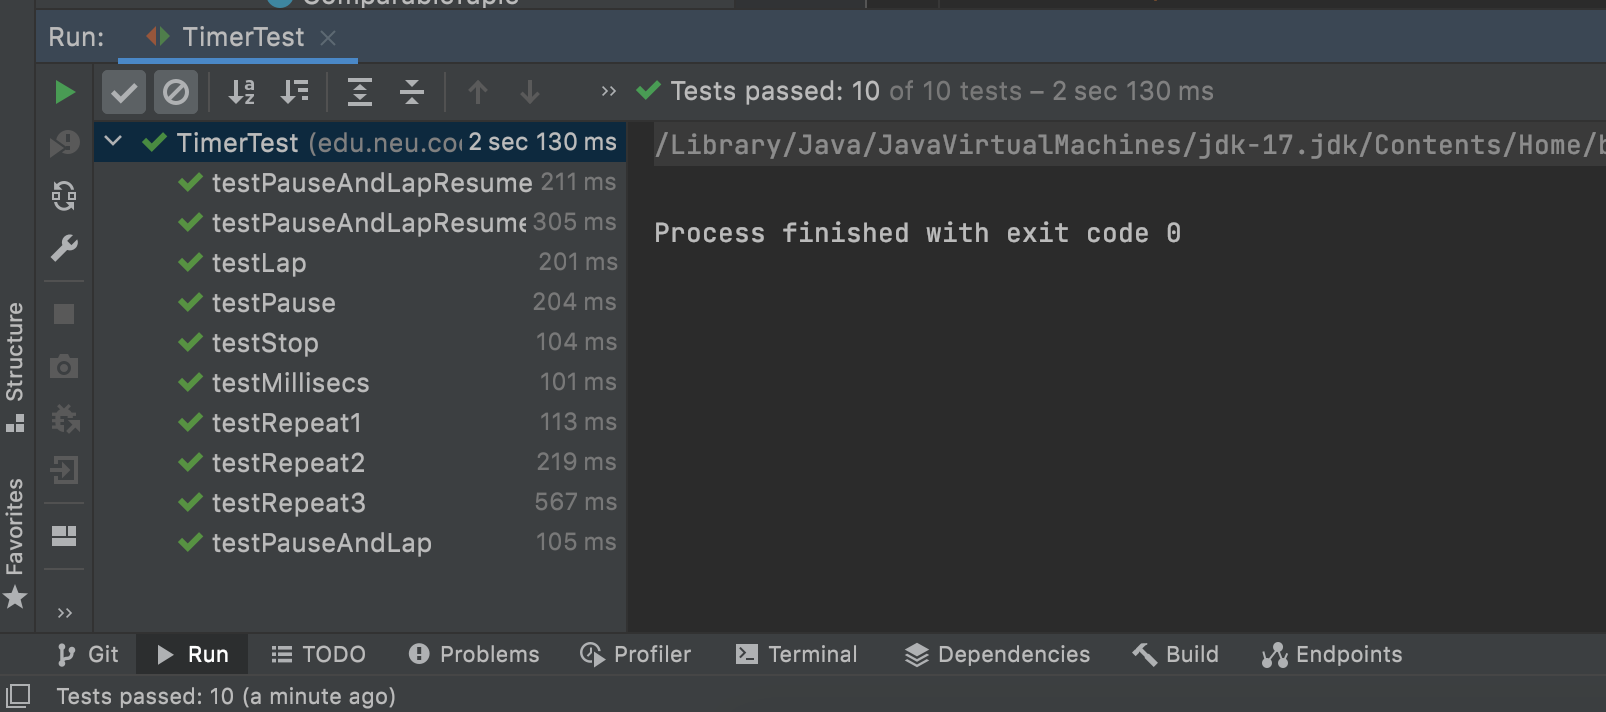 Run: TimerTest
Tests passed: 10 of 10 tests – 2 sec 130 ms
TimerTest (edu.neu.coe 2 sec 130 ms
/Library/Java/JavaVirtualMachines/jdk-17.jdk/Contents/Home/b
testPauseAndLapResume 211 ms
testPauseAndLapResume 305 ms
Process finished with exit code 0
testLap 201 ms
testPause 204 ms
testStop 104 ms
testMillisecs 101 ms
testRepeat1 113 ms
testRepeat2 219 ms
testRepeat3 567 ms
testPauseAndLap 105 ms
Structure
Favorites
Git Run TODO Problems Profiler Terminal Dependencies Build Endpoints
Tests passed: 10 (a minute ago)